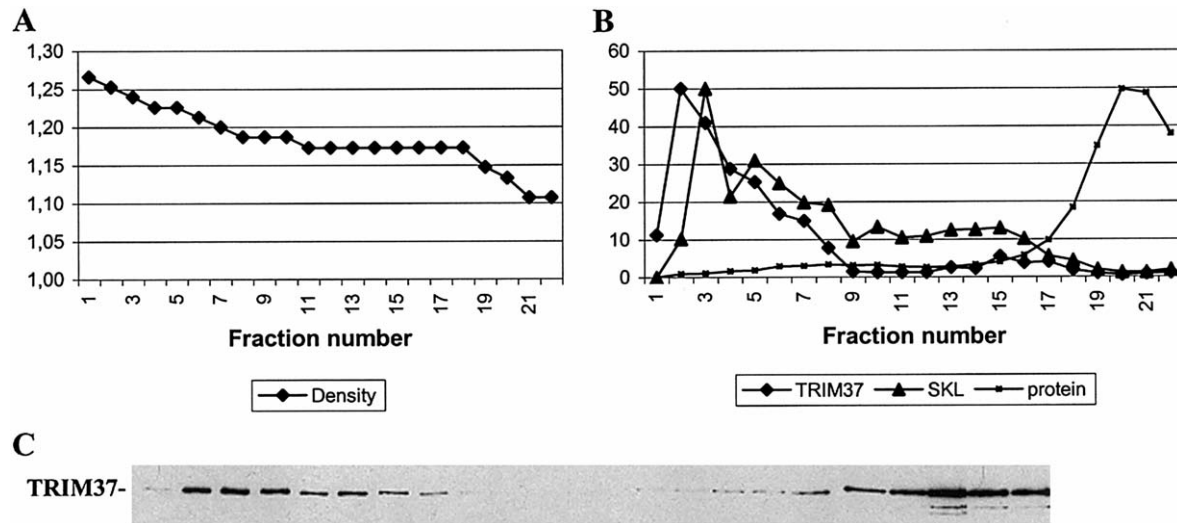 A
1,30
1,25
1,20
1,15
1,10
1,05
1,00
1 3 5 7 9 11 13 15 17 19 21
Fraction number
Density
B
60
50
40
30
20
10
0
1 3 5 7 9 11 13 15 17 19 21
Fraction number
TRIM37 SKL protein
C
TRIM37-